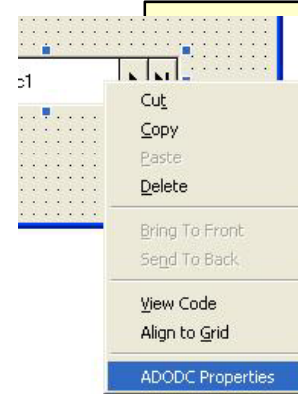 c1
Cut
Copy
Paste
Delete
Bring To Front
Send To Back
View Code
Align to Grid
ADODC Properties